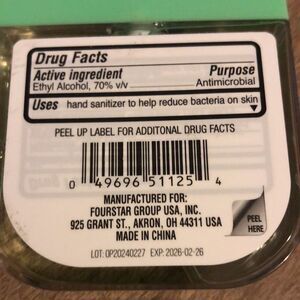 Drug Facts
Active ingredient Purpose
Ethyl Alcohol, 70% v/v Antimicrobial
Uses hand sanitizer to help reduce bacteria on skin
PEEL UP LABEL FOR ADDITONAL DRUG FACTS
0 49696 51125 4
MANUFACTURED FOR:
FOURSTAR GROUP USA, INC.
925 GRANT ST., AKRON, OH 44311 USA
MADE IN CHINA
PEEL
HERE
LOT: OP20240227 EXP: 2026-02-26